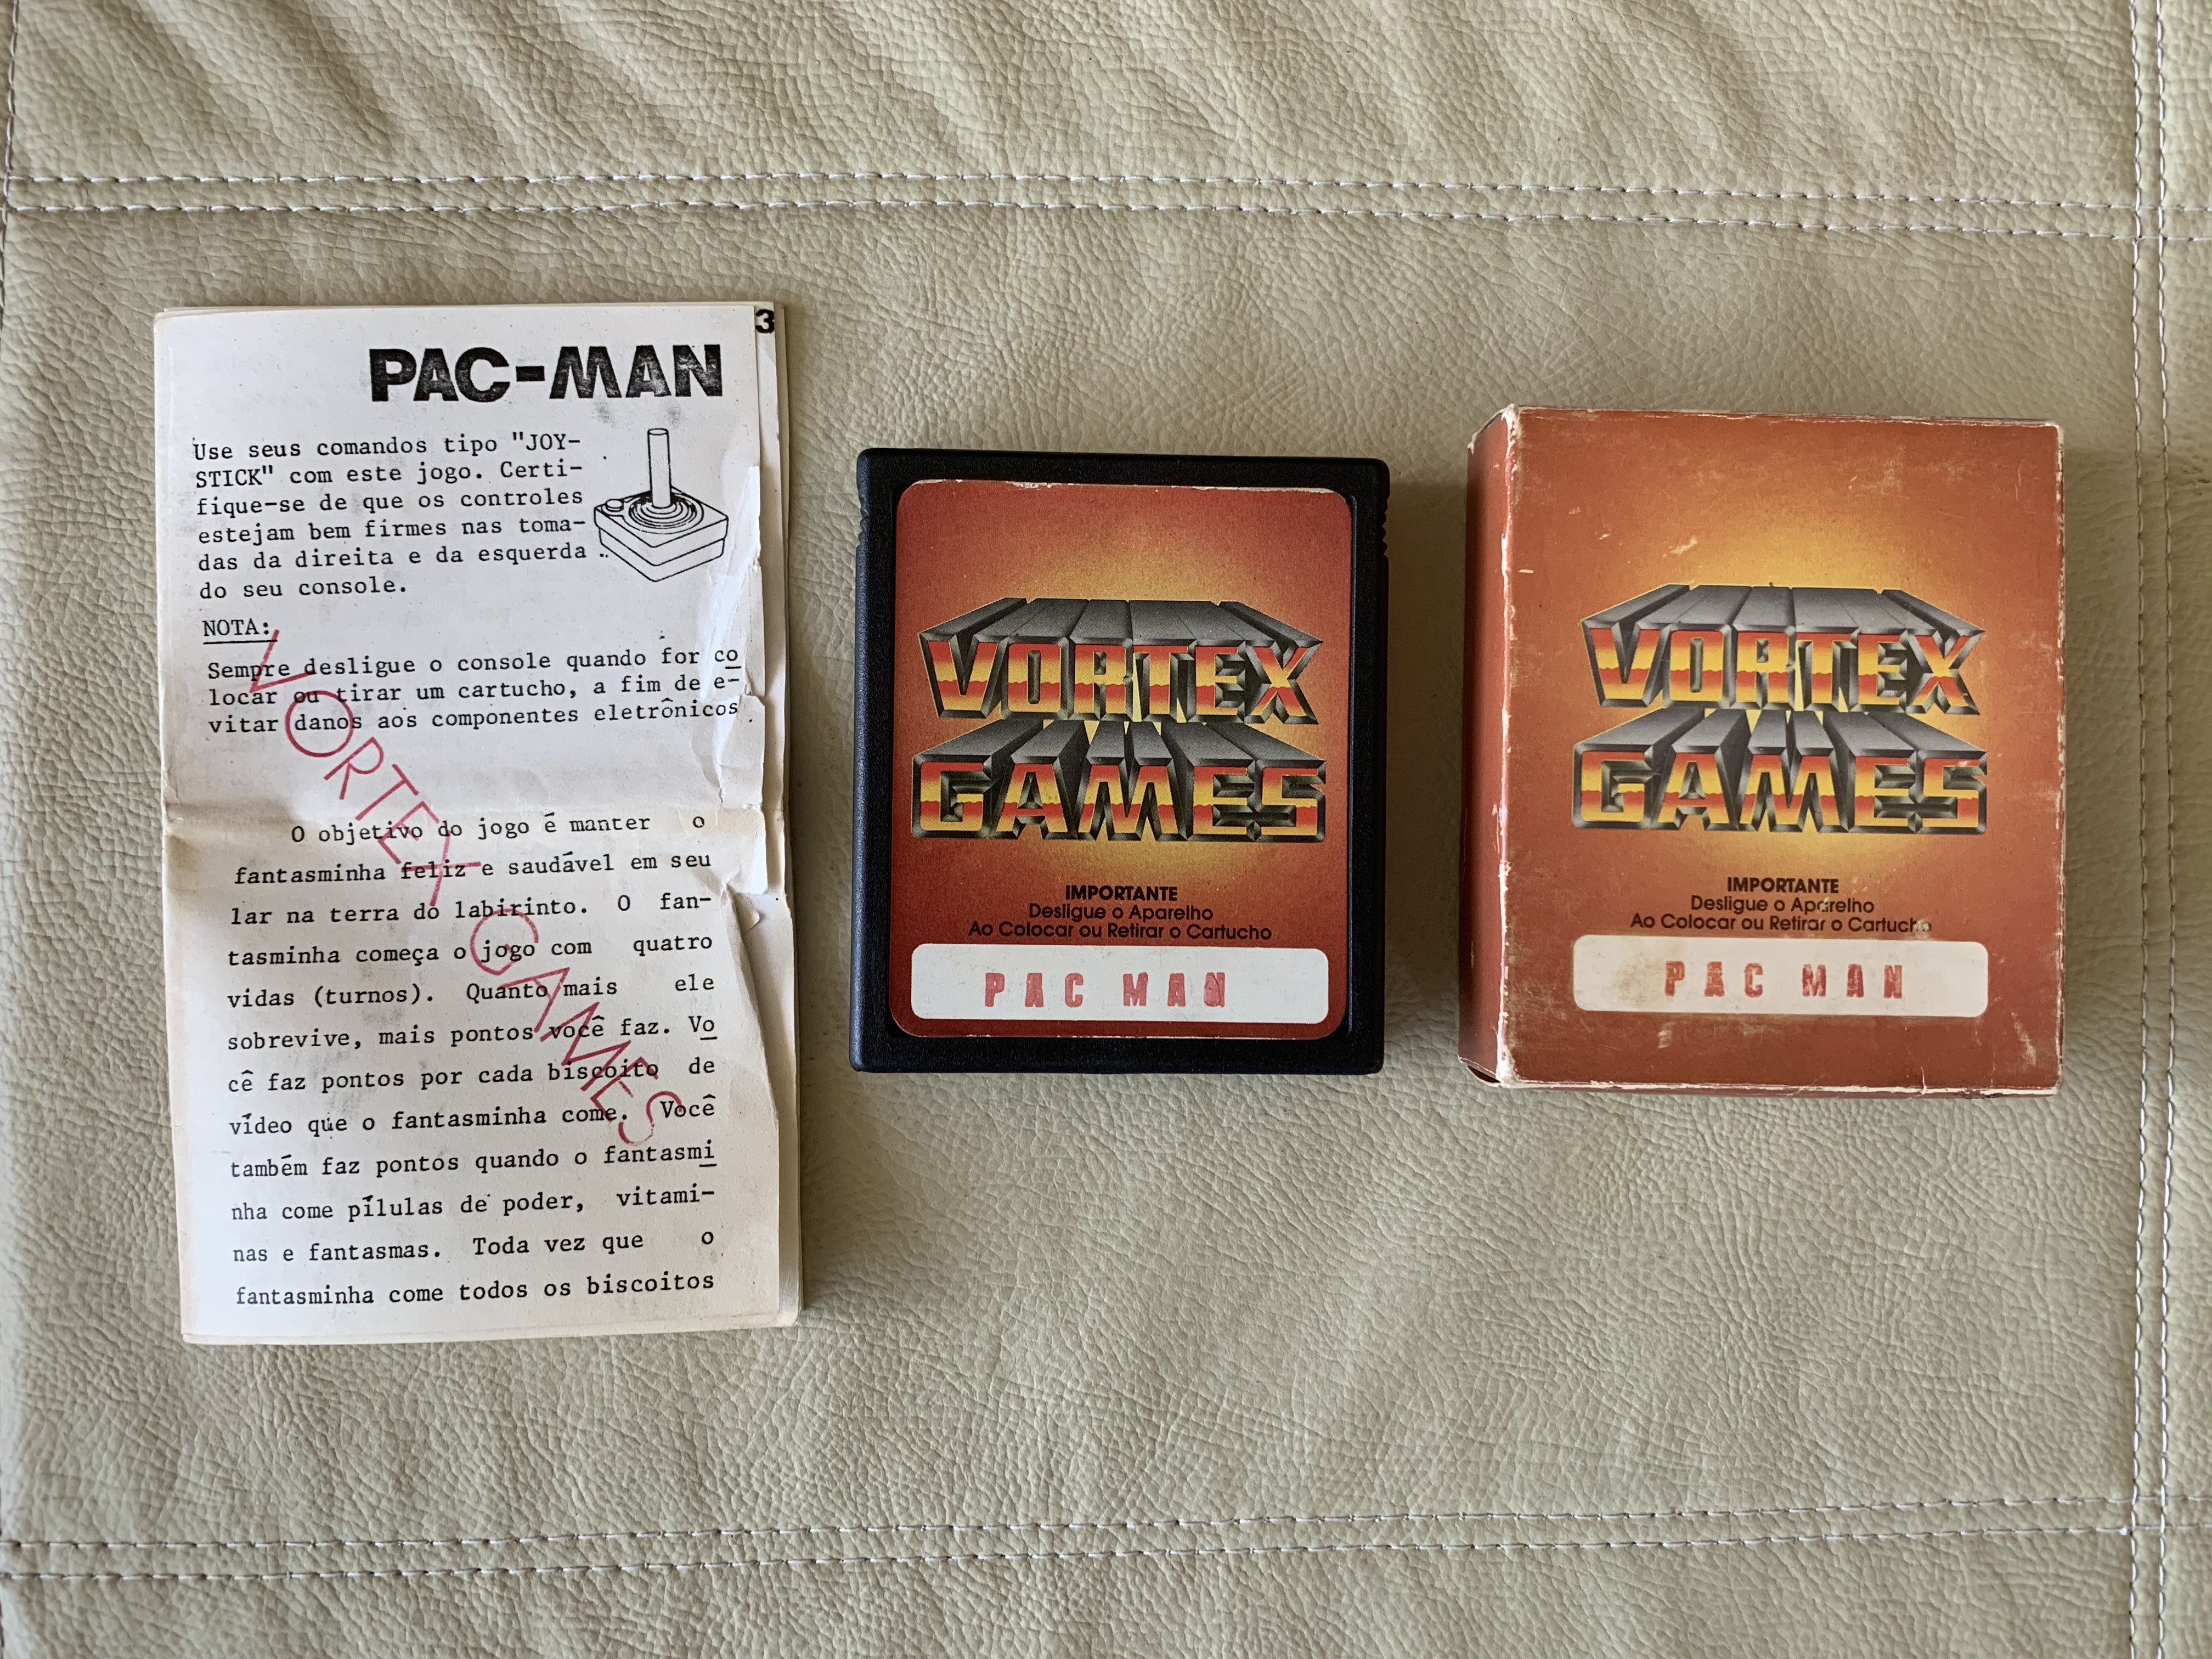 3
PAC-MAN
Use seus comandos tipo "JOY-
STICK" com este jogo. Certi-
fique-se de que os controles
estejam bem firmes nas toma-
das da direita e da esquerda
do seu console.
NOTA:
Sempre desligue o console quando for co
locar ou tirar um cartucho, a fim de e-
vitar danos aos componentes eletrônicos.
O objetivo do jogo é manter o
fantasminha feliz e saudável em seu
lar na terra do labirinto. O fan-
tasminha começa o jogo com quatro
vidas (turnos). Quanto mais ele
sobrevive, mais pontos você faz. Vo
cê faz pontos por cada biscoito de
vídeo que o fantasminha come. Você
também faz pontos quando o fantasmi
nha come pílulas de poder, vitami-
nas e fantasmas. Toda vez que o
fantasminha come todos os biscoitos
VORTEX GAMES
VORTEX
GAMES
IMPORTANTE
Desligue o Aparelho
Ao Colocar ou Retirar o Cartucho
PAC MAN
VORTEX
GAMES
IMPORTANTE
Desligue o Aparelho
Ao Colocar ou Retirar o Cartucho
PAC MAN